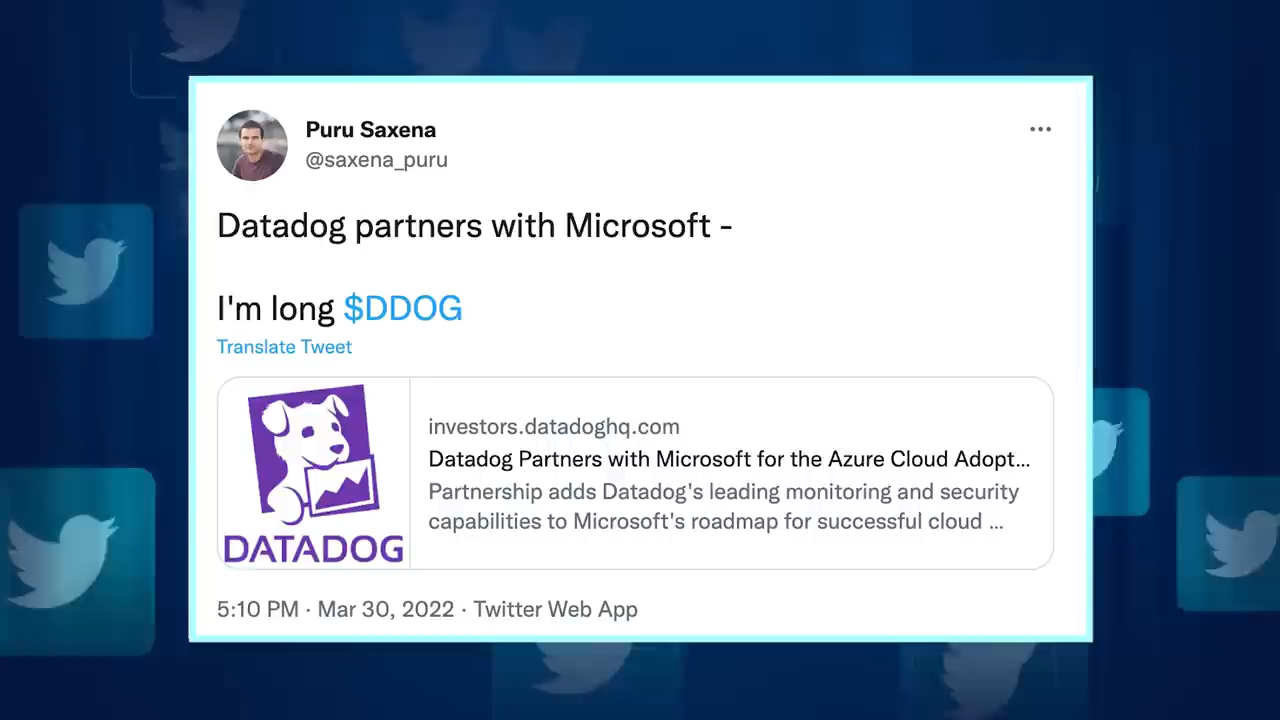 Puru Saxena
@saxena_puru
Datadog partners with Microsoft -
I'm long $DDOG
Translate Tweet
DATADOG
investors.datadoghq.com
Datadog Partners with Microsoft for the Azure Cloud Adopt...
Partnership adds Datadog's leading monitoring and security
capabilities to Microsoft's roadmap for successful cloud ...
5:10 PM · Mar 30, 2022 · Twitter Web App